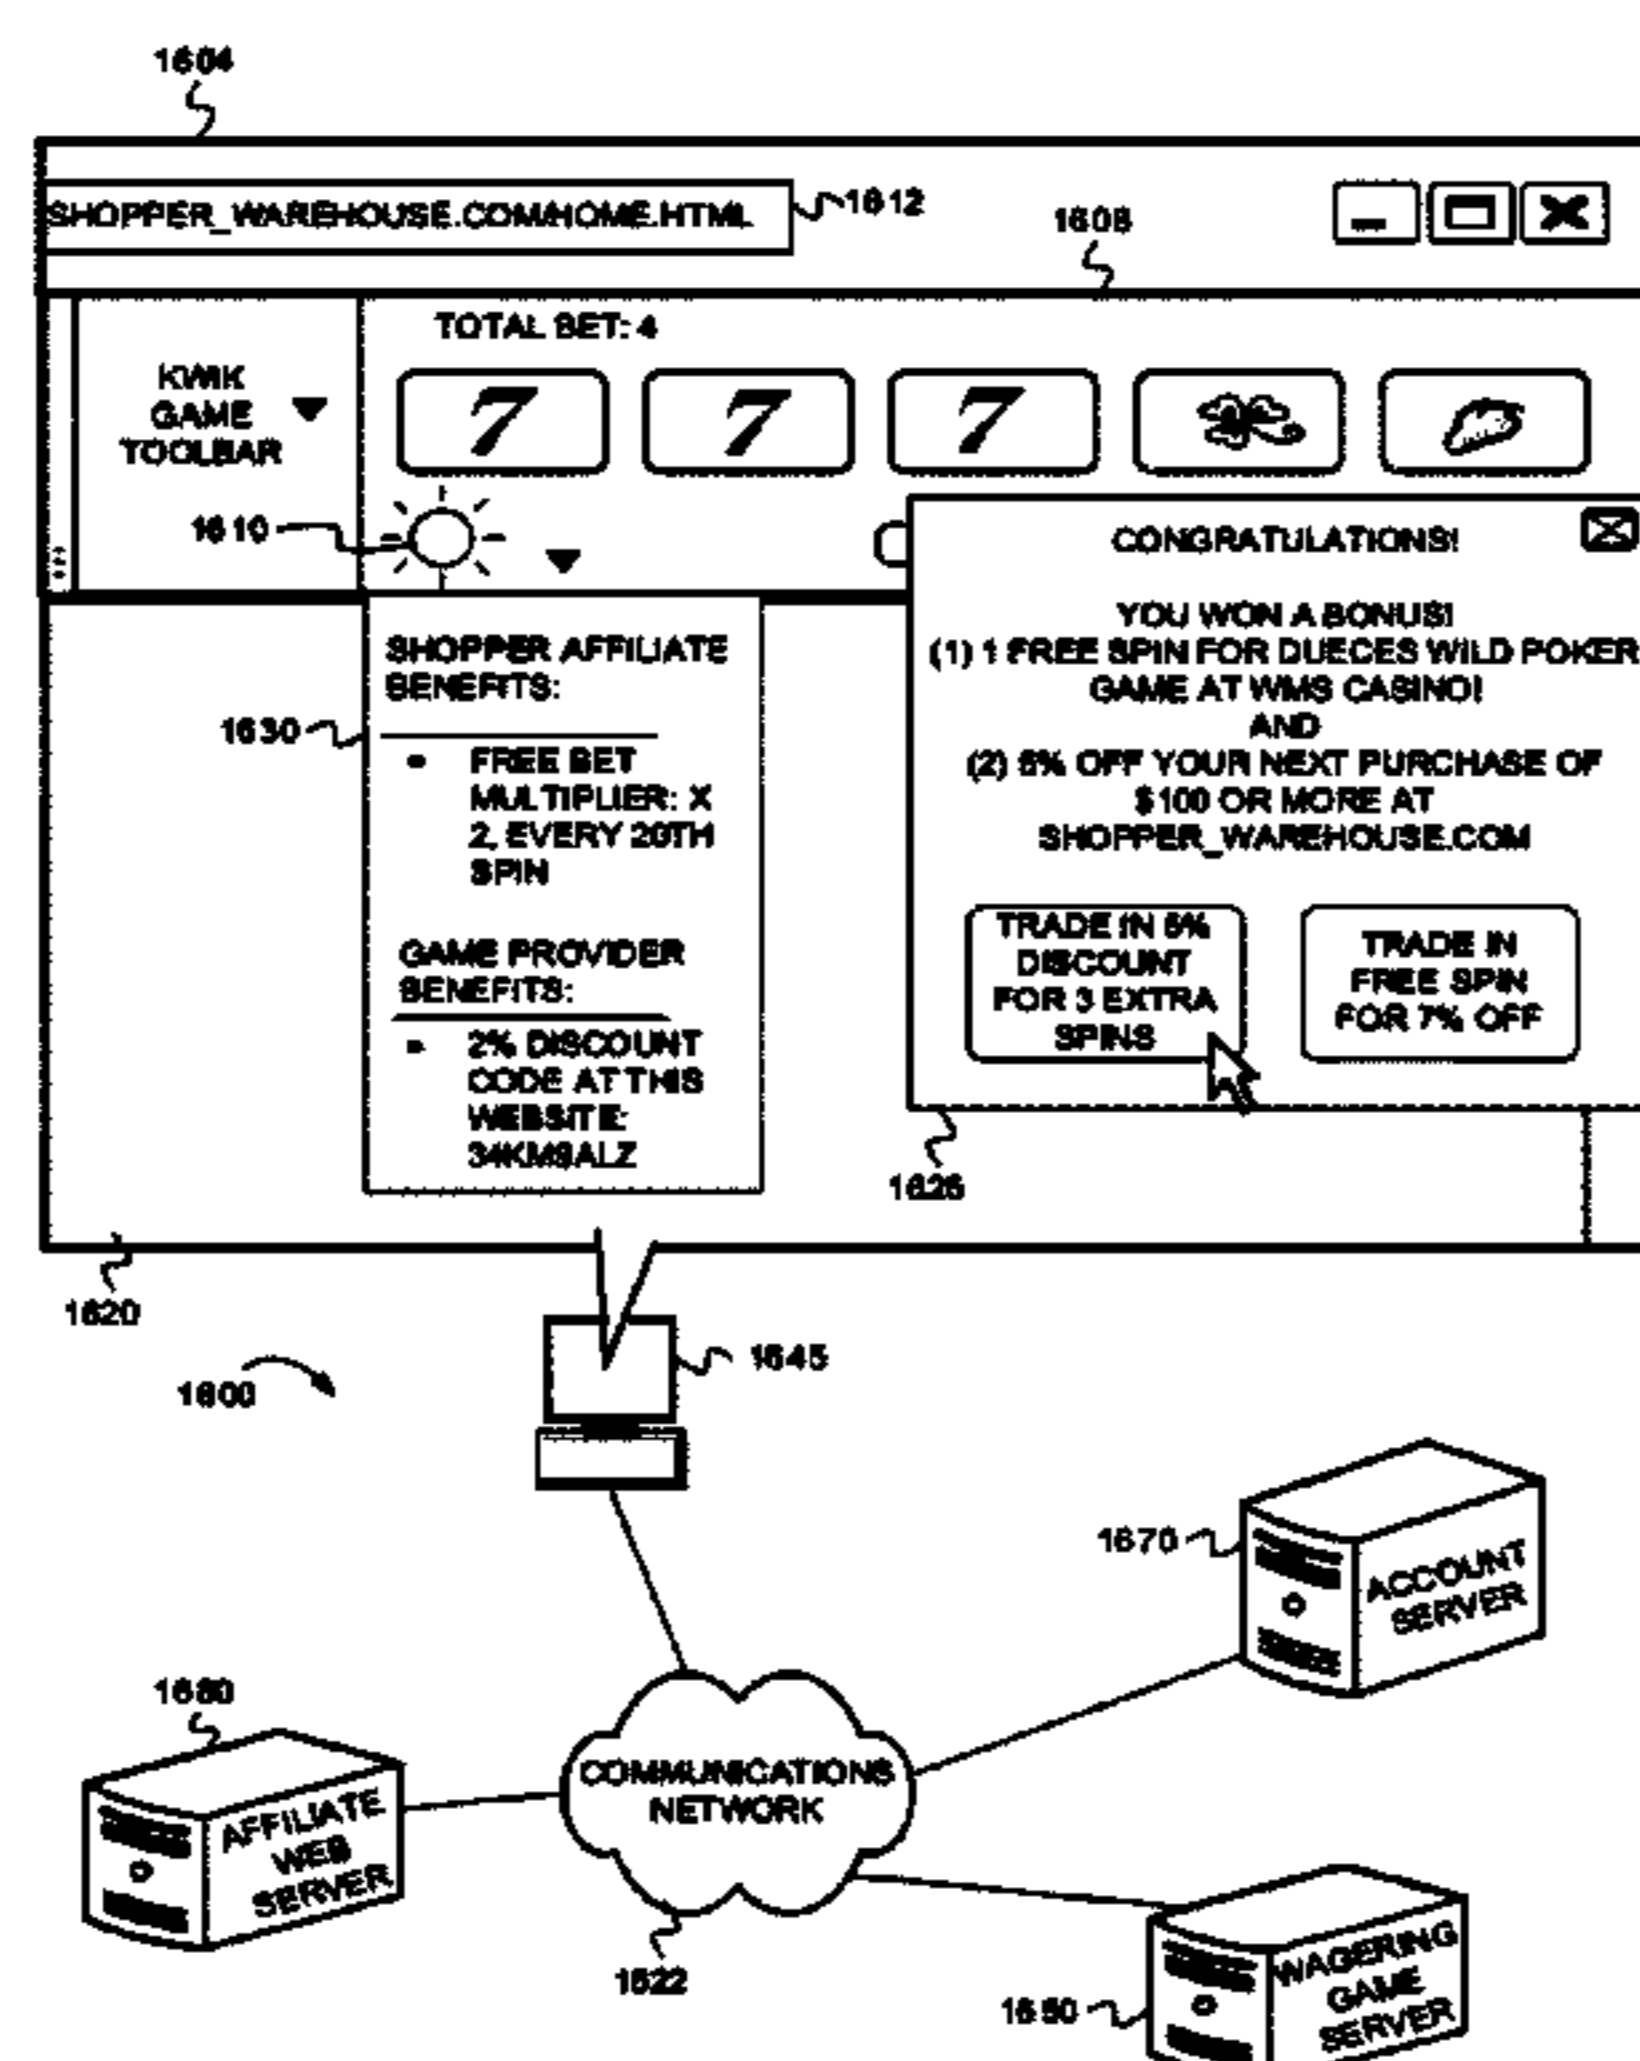 1604
SHOPPER_WAREHOUSE.COM/HOME.HTML
1612
1608
TOTAL BET: 4
KWIK
GAME
TOOLBAR
7 7 7
1610
CONGRATULATIONS!
YOU WON A BONUS!
(1) 1 FREE SPIN FOR DUECES WILD POKER
GAME AT WMS CASINO!
AND
(2) 5% OFF YOUR NEXT PURCHASE OF
$100 OR MORE AT
SHOPPER_WAREHOUSE.COM
TRADE IN 5%
DISCOUNT
FOR 3 EXTRA
SPINS
TRADE IN
FREE SPIN
FOR 7% OFF
SHOPPER AFFILIATE
BENEFITS:
1630
• FREE BET
MULTIPLIER: X
2, EVERY 20TH
SPIN
GAME PROVIDER
BENEFITS:
• 2% DISCOUNT
CODE AT THIS
WEBSITE:
1625
1620
1645
1600
1670
ACCOUNT
SERVER
1680
AFFILIATE
WEB
SERVER
COMMUNICATIONS
NETWORK
1622
1650
WAGERING
GAME
SERVER